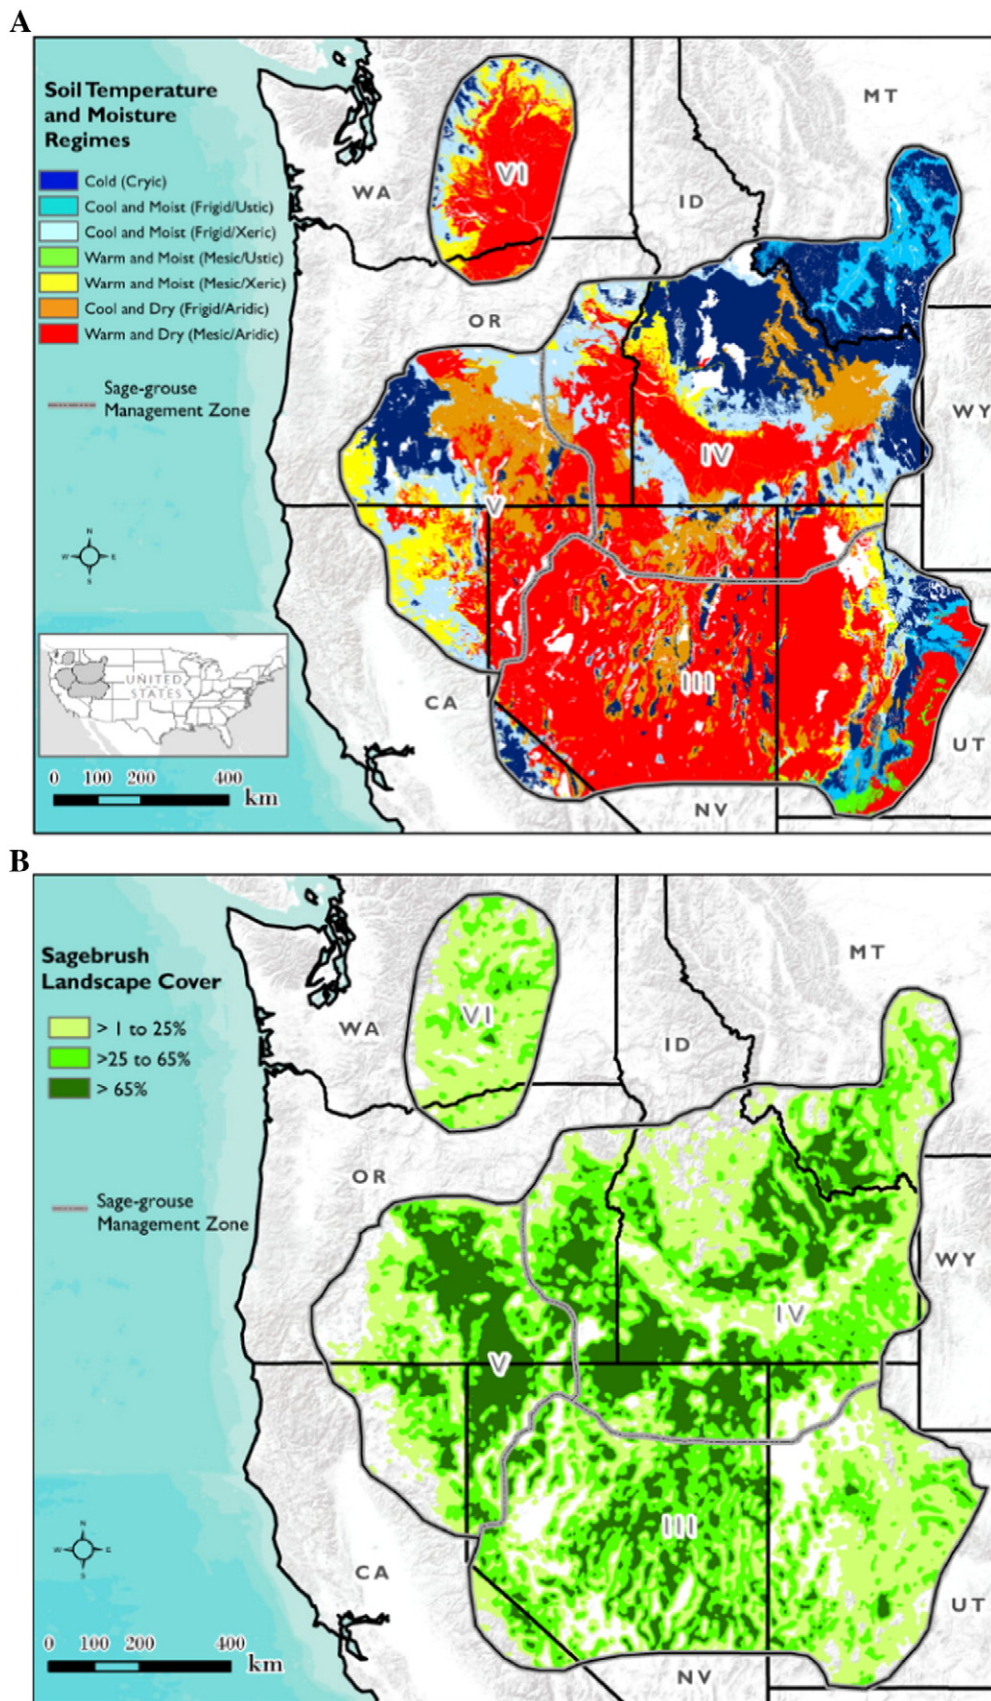 A
Soil Temperature
and Moisture
Regimes
Cold (Cryic)
Cool and Moist (Frigid/Ustic)
Cool and Moist (Frigid/Xeric)
Warm and Moist (Mesic/Ustic)
Warm and Moist (Mesic/Xeric)
Cool and Dry (Frigid/Aridic)
Warm and Dry (Mesic/Aridic)
Sage-grouse
Management Zone
MT
VI
WA
ID
OR
WY
IV
V
N
W E
S
UNITED
STATES
III
CA
UT
NV
0 100 200 400
km
B
Sagebrush
Landscape Cover
> 1 to 25%
>25 to 65%
> 65%
Sage-grouse
Management Zone
MT
VI
WA
ID
OR
WY
IV
V
III
N
W E
S
CA
UT
NV
0 100 200 400
km